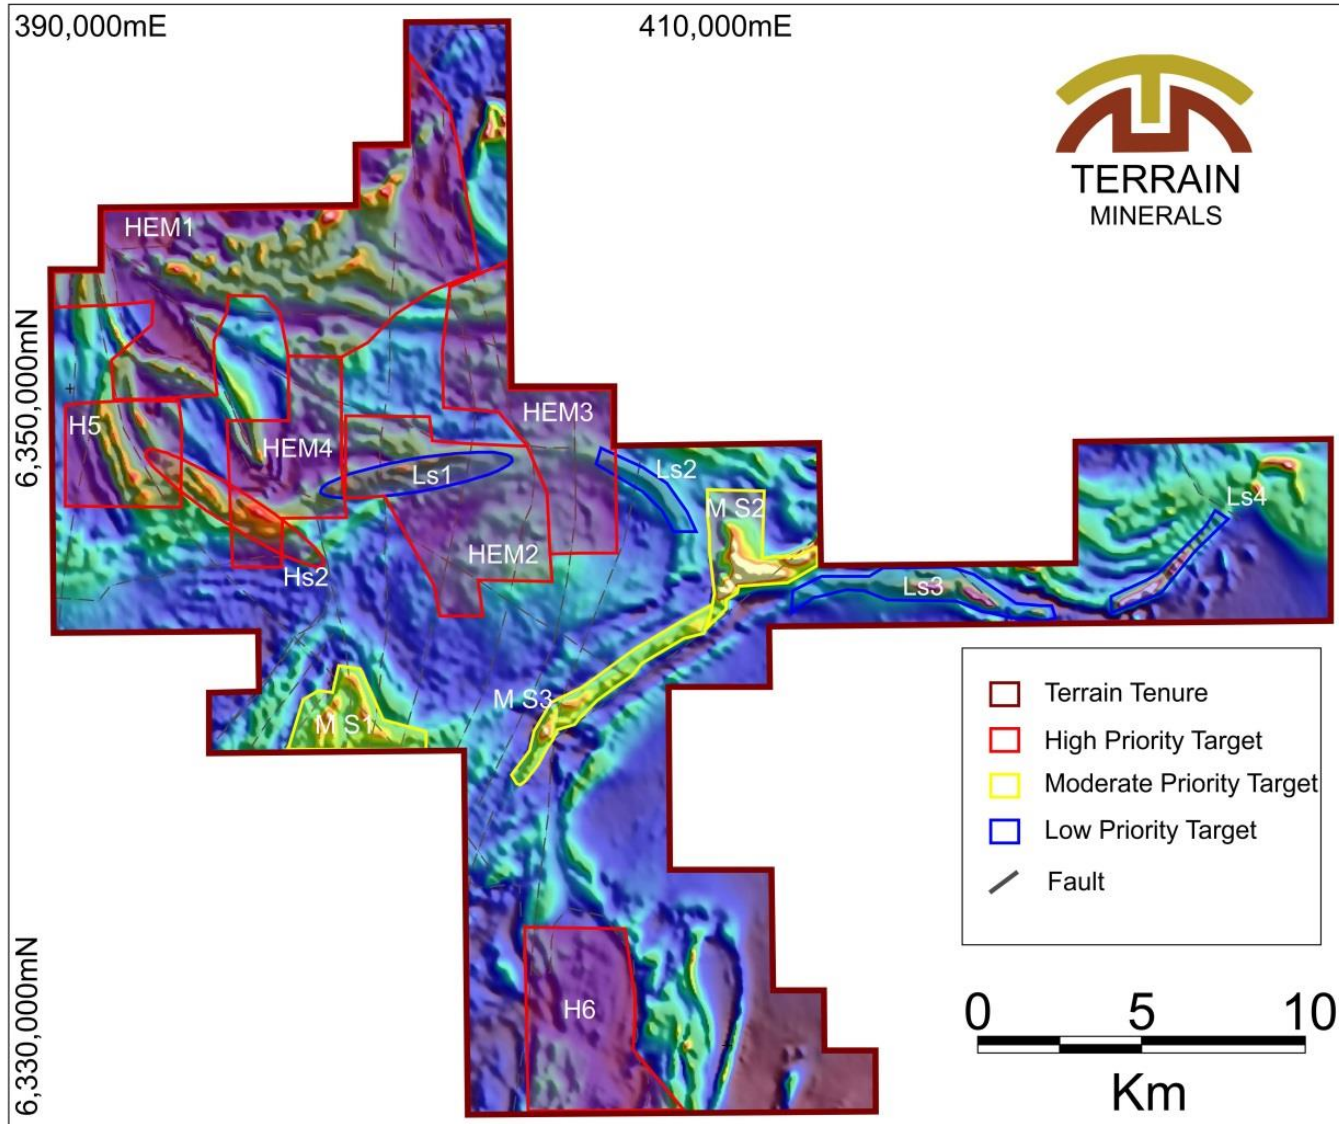 390,000mE
410,000mE
TERRAIN
MINERALS
HEM1
6,350,000mN
H5
HEM3
HEM4
Ls1
Ls2
M S2
Ls4
HEM2
Hs2
Ls3
M S3
M S1
Terrain Tenure
High Priority Target
Moderate Priority Target
Low Priority Target
Fault
6,330,000mN
H6
0 5 10
Km